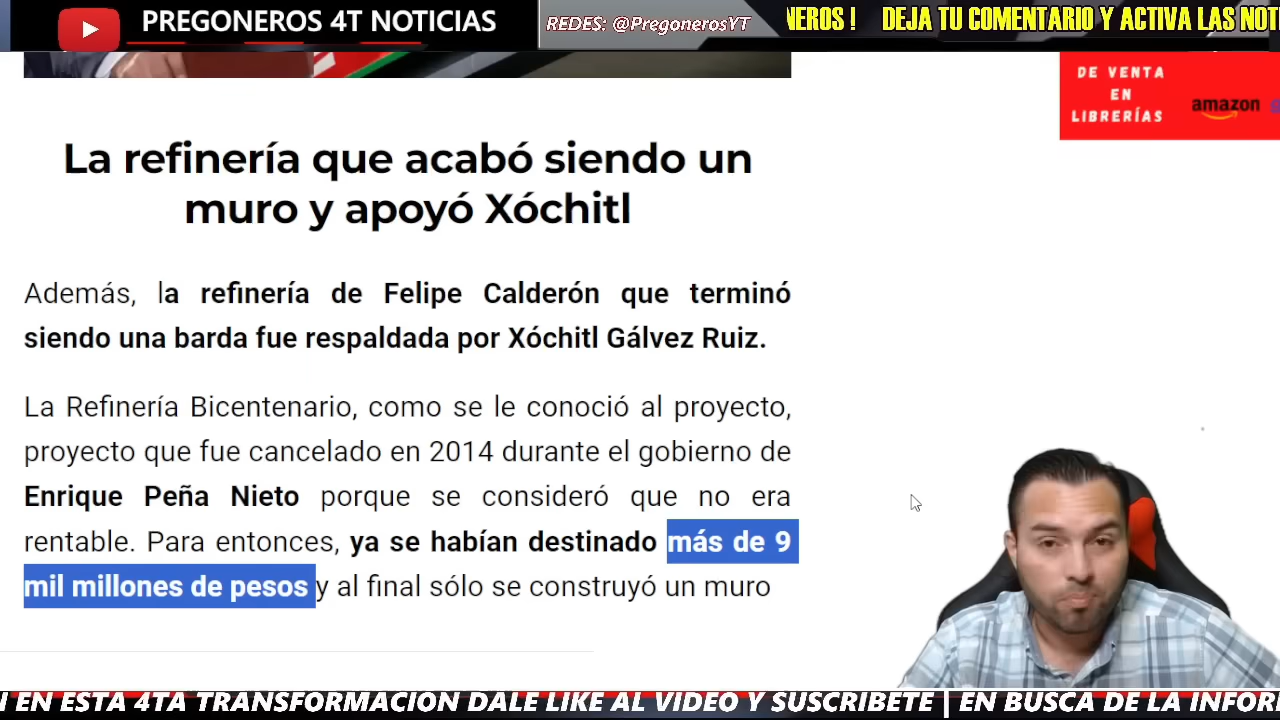 PREGONEROS 4T NOTICIAS
REDES: @PregonerosYT
NEROS ! DEJA TU COMENTARIO Y ACTIVA LAS NOT
DE VENTA
EN
LIBRERÍAS
amazon
La refinería que acabó siendo un
muro y apoyó Xóchitl
Además, la refinería de Felipe Calderón que terminó
siendo una barda fue respaldada por Xóchitl Gálvez Ruiz.
La Refinería Bicentenario, como se le conoció al proyecto,
proyecto que fue cancelado en 2014 durante el gobierno de
Enrique Peña Nieto porque se consideró que no era
rentable. Para entonces, ya se habían destinado más de 9
mil millones de pesos y al final sólo se construyó un muro
N EN ESTA 4TA TRANSFORMACION DALE LIKE AL VIDEO Y SUSCRIBETE | EN BUSCA DE LA INFOR